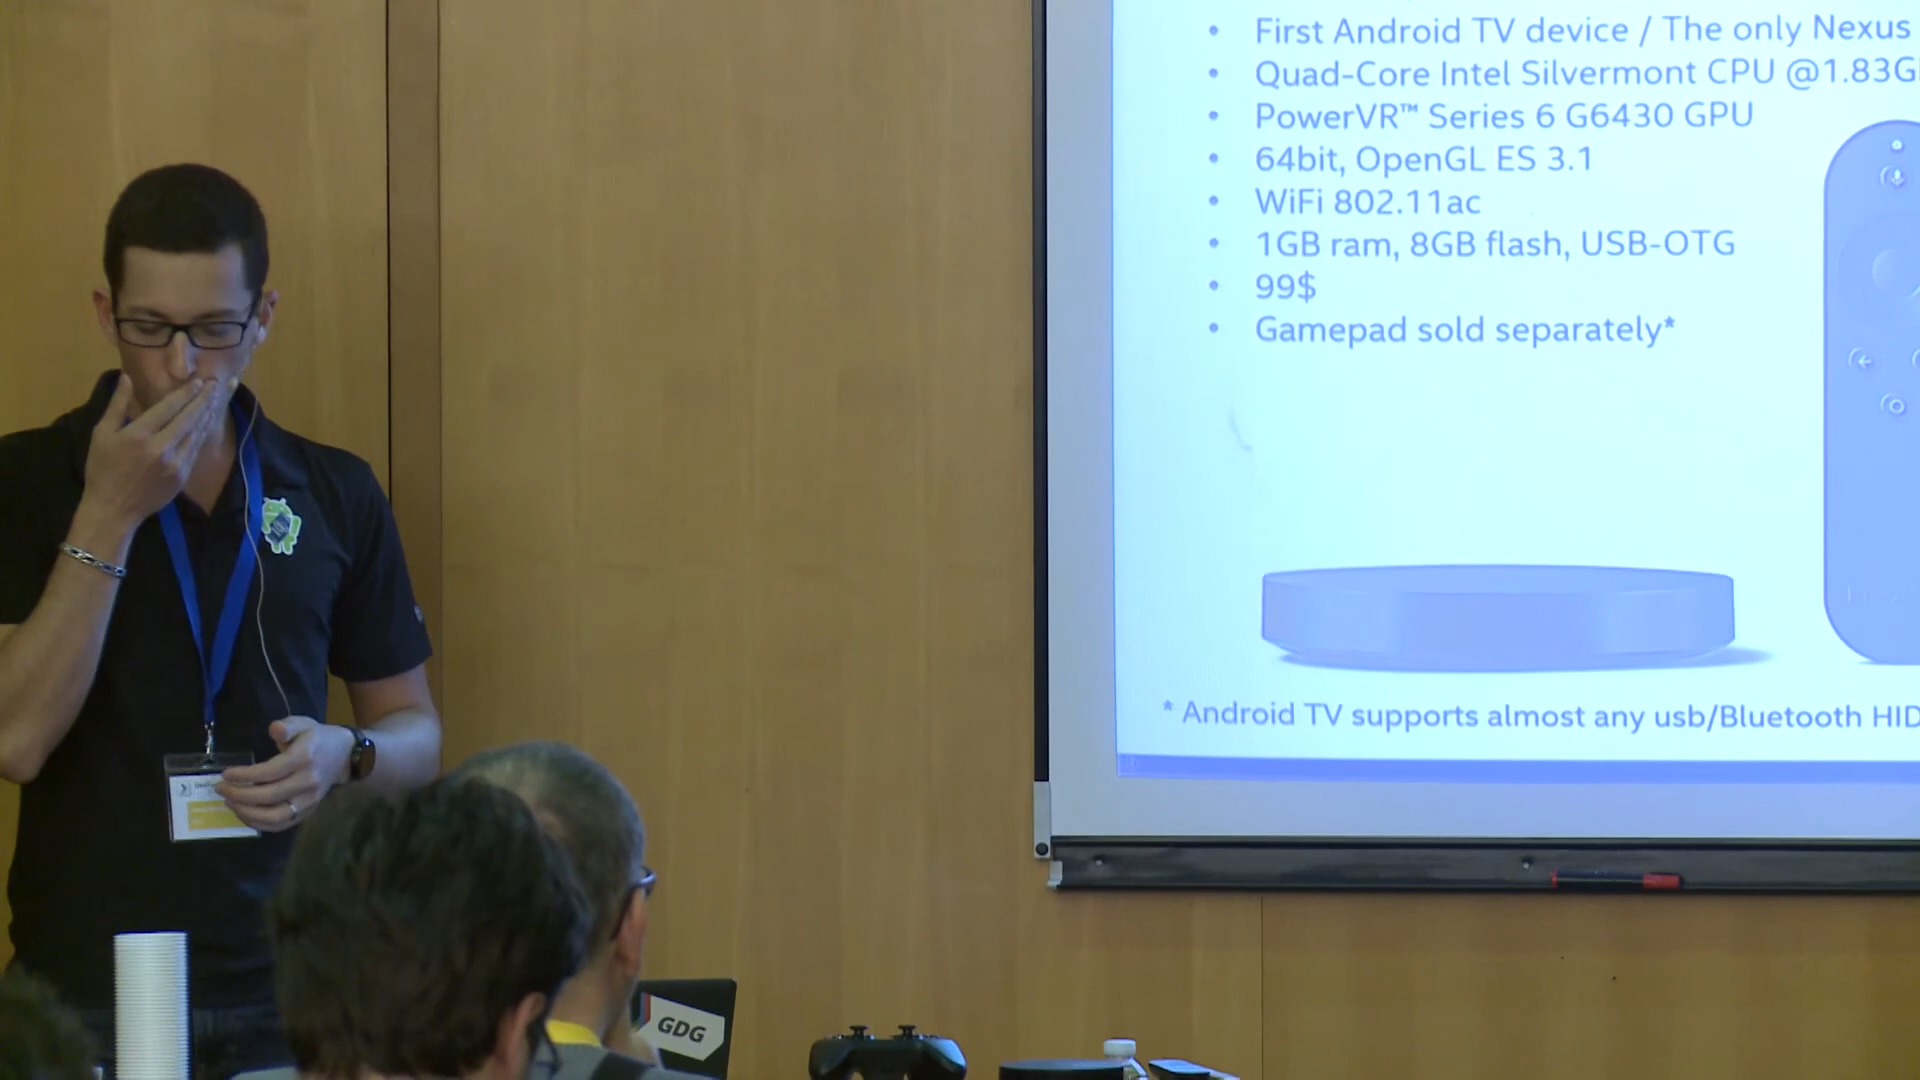 First Android TV device / The only Nexus
Quad-Core Intel Silvermont CPU @1.83G
PowerVR™ Series 6 G6430 GPU
64bit, OpenGL ES 3.1
WiFi 802.11ac
1GB ram, 8GB flash, USB-OTG
99$
Gamepad sold separately*
* Android TV supports almost any usb/Bluetooth HID
GDG